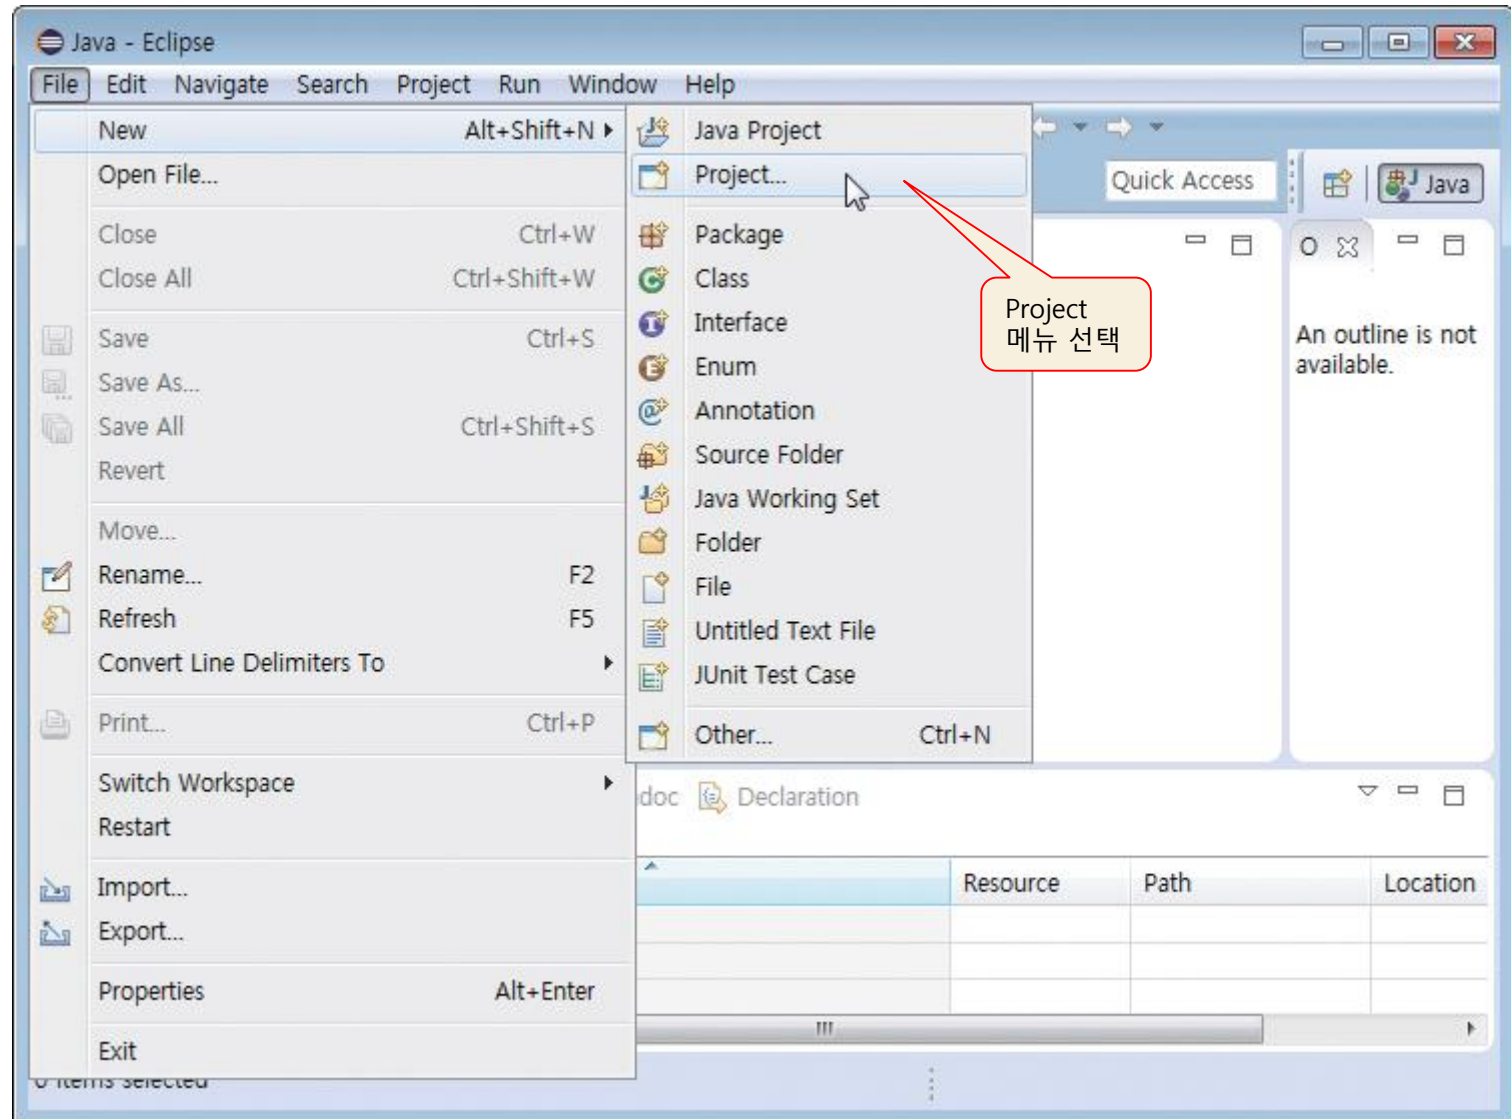 Java - Eclipse
File Edit Navigate Search Project Run Window Help
New Alt+Shift+N
Open File...
Close Ctrl+W
Close All Ctrl+Shift+W
Save Ctrl+S
Save As...
Save All Ctrl+Shift+S
Revert
Move...
Rename... F2
Refresh F5
Convert Line Delimiters To
Print... Ctrl+P
Switch Workspace
Restart
Import...
Export...
Properties Alt+Enter
Exit
Java Project
Project...
Package
Class
Interface
Enum
Annotation
Source Folder
Java Working Set
Folder
File
Untitled Text File
JUnit Test Case
Other... Ctrl+N
Project
메뉴 선택
Quick Access
Java
An outline is not
available.
doc Declaration
Resource Path Location
0 items selected